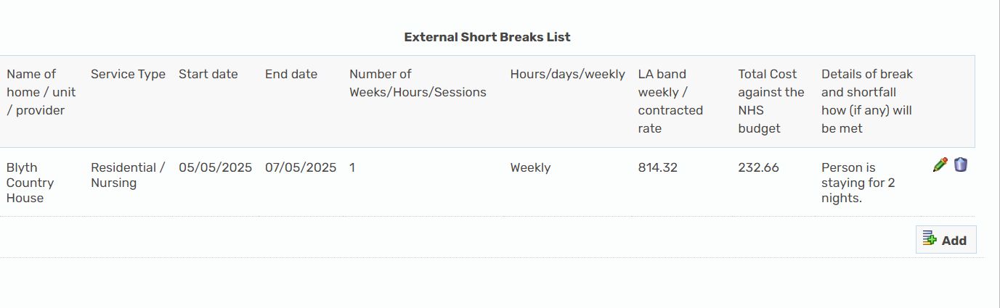 External Short Breaks List
Name of home / unit / provider
Service Type
Start date
End date
Number of Weeks/Hours/Sessions
Hours/days/weekly
LA band weekly / contracted rate
Total Cost against the NHS budget
Details of break and shortfall how (if any) will be met
Blyth Country House
Residential / Nursing
05/05/2025
07/05/2025
1
Weekly
814.32
232.66
Person is staying for 2 nights.
Add